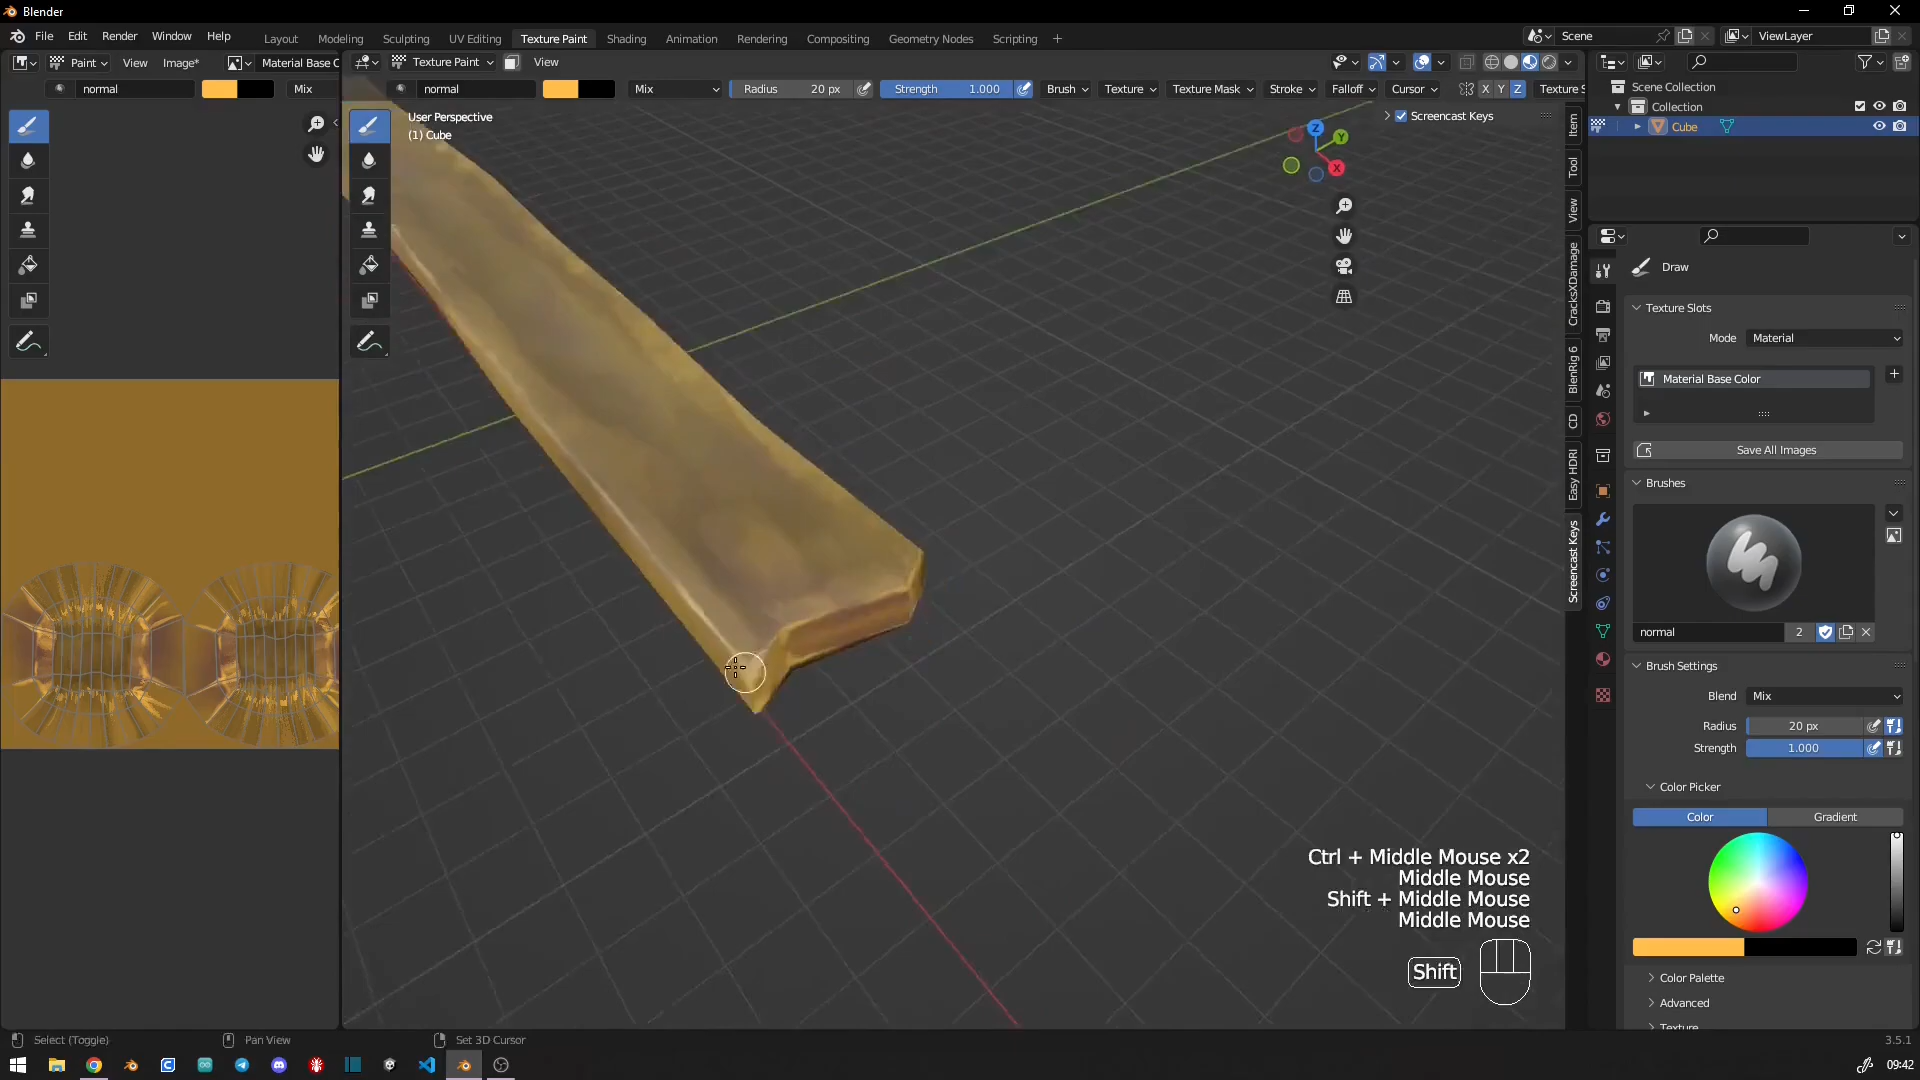 Blender
File Edit Render Window Help
Layout Modeling Sculpting UV Editing Texture Paint Shading Animation Rendering Compositing Geometry Nodes Scripting +
Scene
ViewLayer
Paint View Image* Material Base C
Texture Paint View
normal Mix
normal Mix Radius 20 px Strength 1.000 Brush Texture Texture Mask Stroke Falloff Cursor X Y Z Texture S
User Perspective
(1) Cube
Screencast Keys
Z Y X
Item
Tool
View
CracksXDamage
BlenRig 6
CD
Easy HDRI
Screencast Keys
Scene Collection
Collection
Cube
Draw
Texture Slots
Mode Material
Material Base Color
Save All Images
Brushes
normal 2
Brush Settings
Blend Mix
Radius 20 px
Strength 1.000
Color Picker
Color Gradient
Color Palette
Advanced
Texture
Ctrl + Middle Mouse x2
Middle Mouse
Shift + Middle Mouse
Middle Mouse
Shift
Select (Toggle) Pan View Set 3D Cursor 3.5.1
09:42